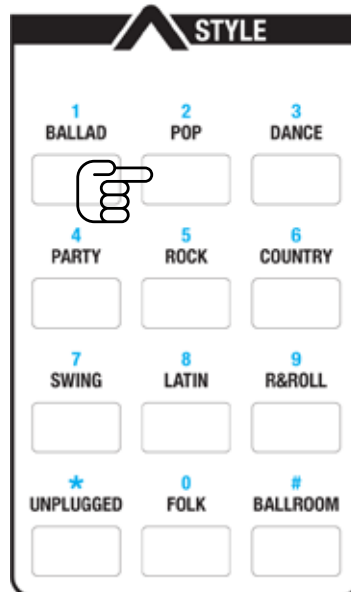 STYLE
1 2 3
BALLAD POP DANCE
4 5 6
PARTY ROCK COUNTRY
7 8 9
SWING LATIN R&ROLL
* 0 #
UNPLUGGED FOLK BALLROOM